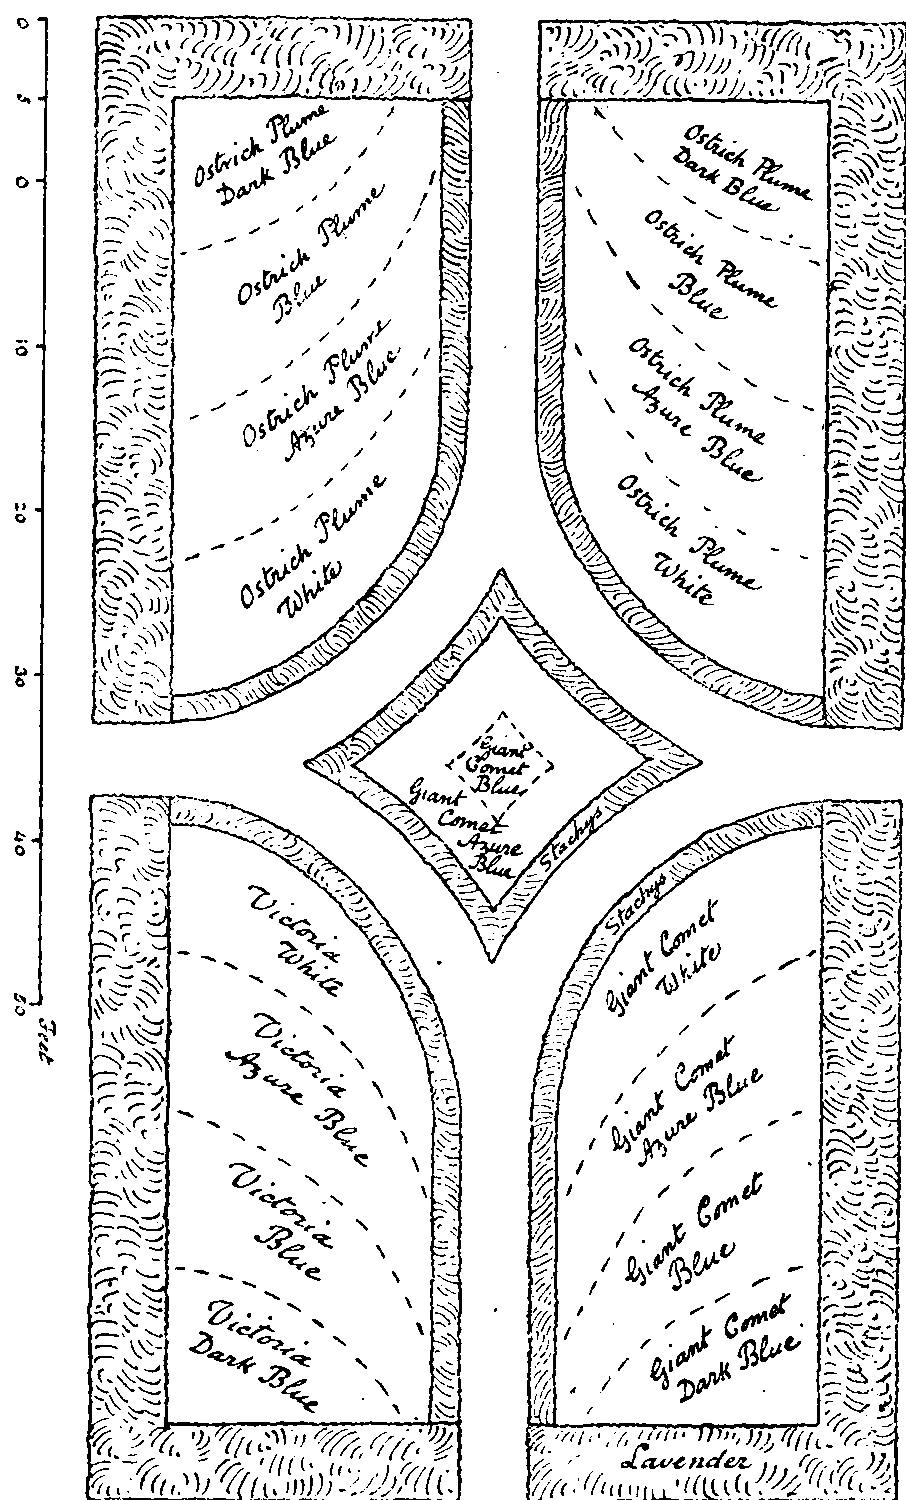 0
5
0
10
20
30
40
50
Feet
Ostrich Plume
Dark Blue
Ostrich Plume
Blue
Ostrich Plume
Azure Blue
Ostrich Plume
White
Ostrich Plume
Dark Blue
Ostrich Plume
Blue
Ostrich Plume
Azure Blue
Ostrich Plume
White
Giant
Comet
Blue
Giant
Comet
Azure
Blue
Stachys
Victoria
White
Victoria
Azure Blue
Victoria
Blue
Victoria
Dark Blue
Stachys
Giant Comet
White
Giant Comet
Azure Blue
Giant Comet
Blue
Giant Comet
Dark Blue
Lavender